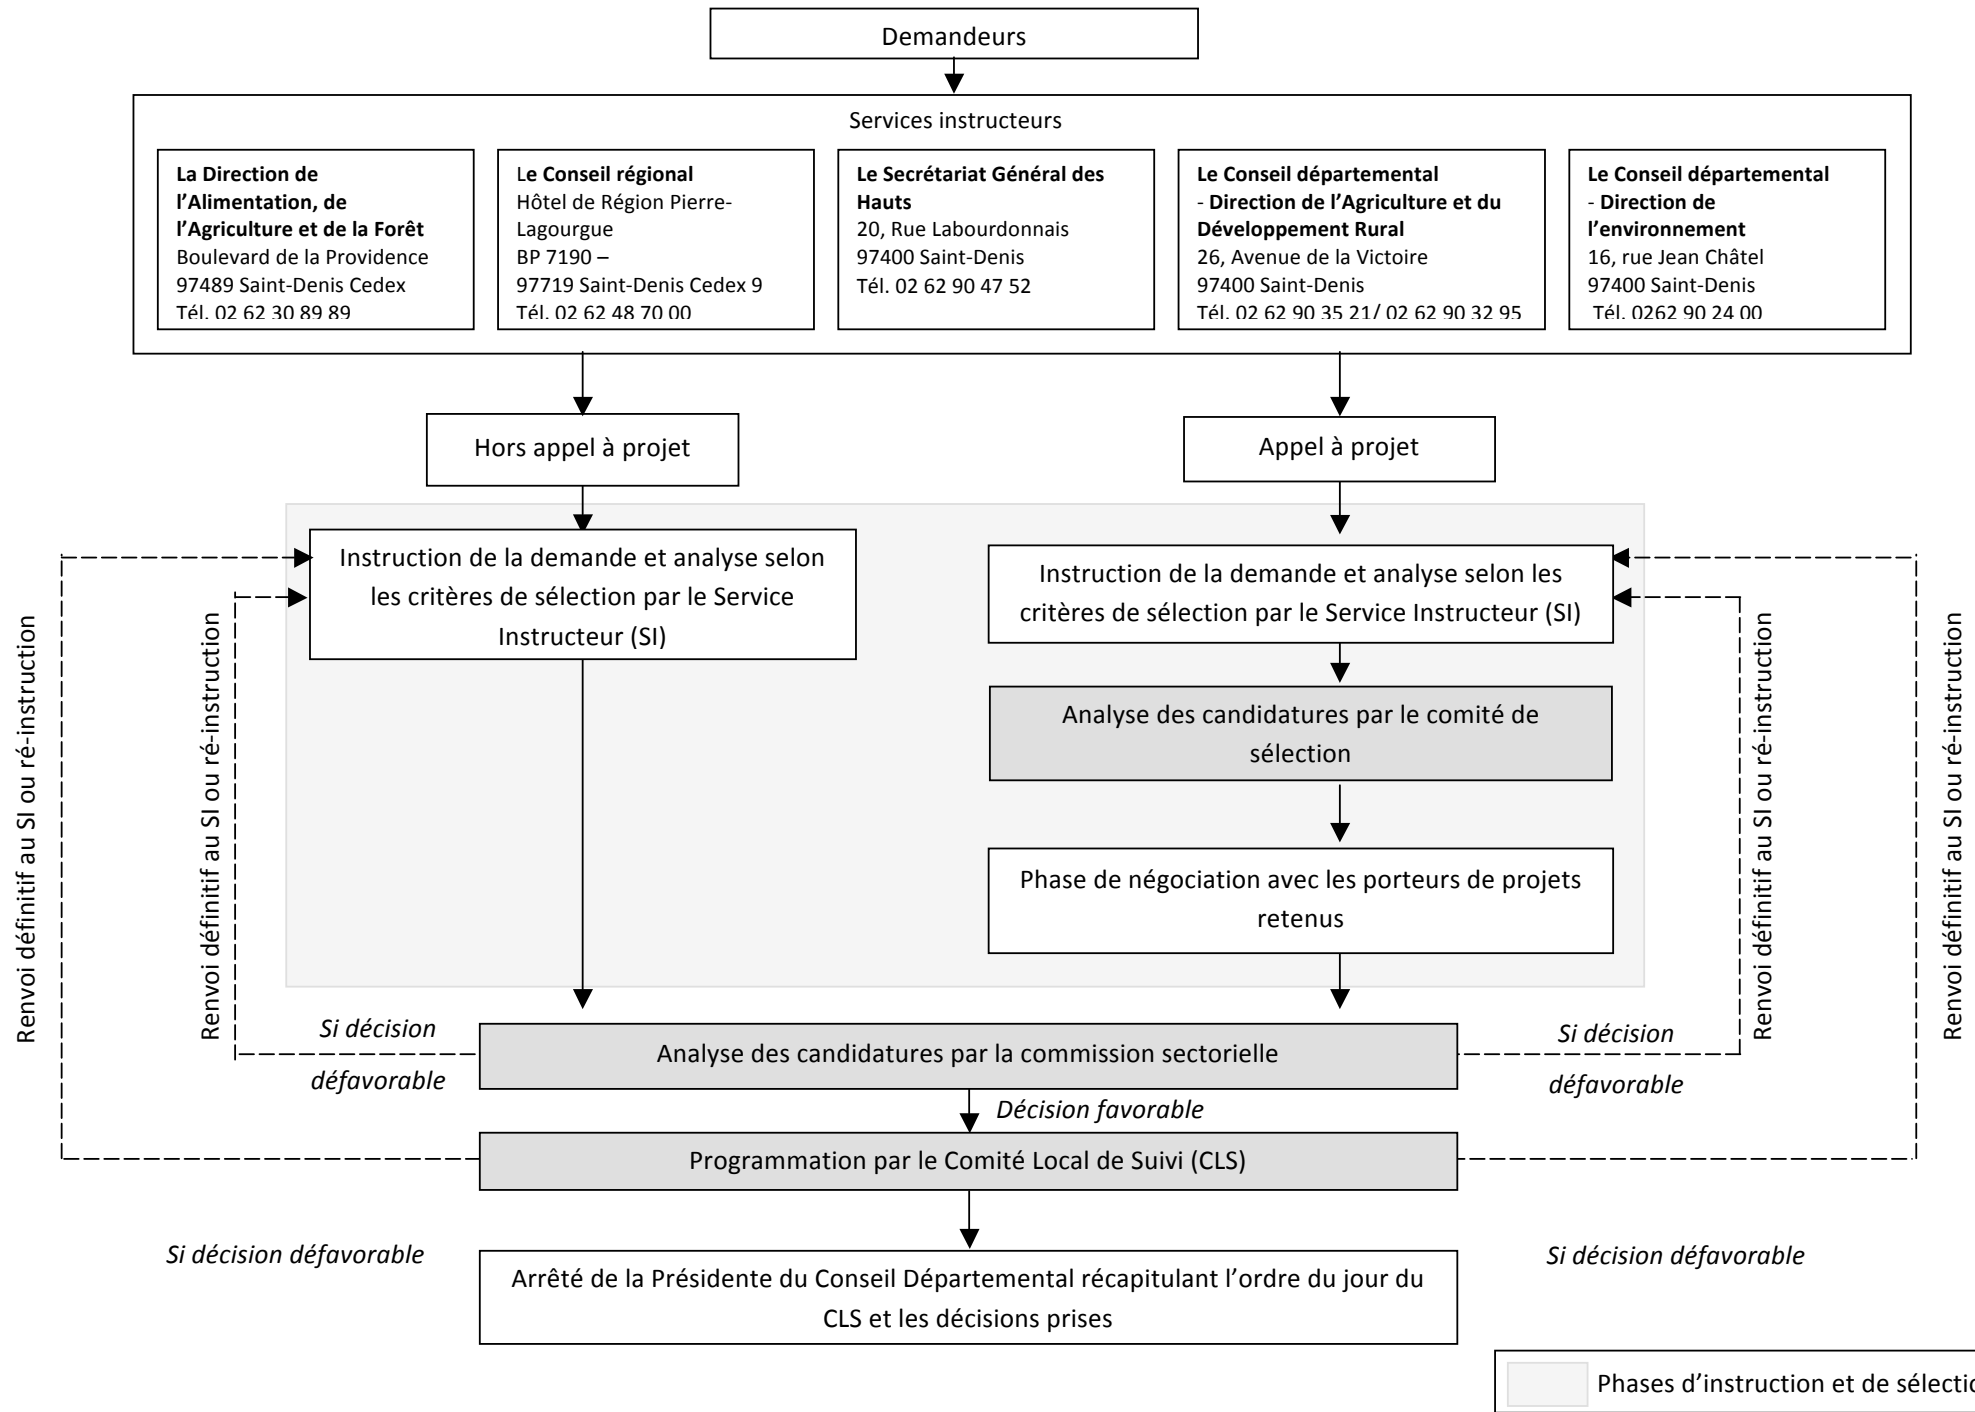 Demandeurs
Services instructeurs
La Direction de
l'Alimentation, de
l'Agriculture et de la Forêt
Boulevard de la Providence
97489 Saint-Denis Cedex
Tél. 02 62 30 89 89
Le Conseil régional
Hôtel de Région Pierre-
Lagourgue
BP 7190 –
97719 Saint-Denis Cedex 9
Tél. 02 62 48 70 00
Le Secrétariat Général des
Hauts
20, Rue Labourdonnais
97400 Saint-Denis
Tél. 02 62 90 47 52
Le Conseil départemental
- Direction de l'Agriculture et du
Développement Rural
26, Avenue de la Victoire
97400 Saint-Denis
Tél. 02 62 90 35 21/ 02 62 90 32 95
Le Conseil départemental
- Direction de
l'environnement
16, rue Jean Châtel
97400 Saint-Denis
Tél. 0262 90 24 00
Hors appel à projet
Appel à projet
Instruction de la demande et analyse selon
les critères de sélection par le Service
Instructeur (SI)
Instruction de la demande et analyse selon les
critères de sélection par le Service Instructeur (SI)
Analyse des candidatures par le comité de
sélection
Phase de négociation avec les porteurs de projets
retenus
Renvoi définitif au SI ou ré-instruction
Renvoi définitif au SI ou ré-instruction
Renvoi définitif au SI ou ré-instruction
Renvoi définitif au SI ou ré-instruction
Si décision
défavorable
Analyse des candidatures par la commission sectorielle
Si décision
défavorable
Décision favorable
Programmation par le Comité Local de Suivi (CLS)
Si décision défavorable
Si décision défavorable
Arrêté de la Présidente du Conseil Départemental récapitulant l'ordre du jour du
CLS et les décisions prises
Phases d'instruction et de sélectio